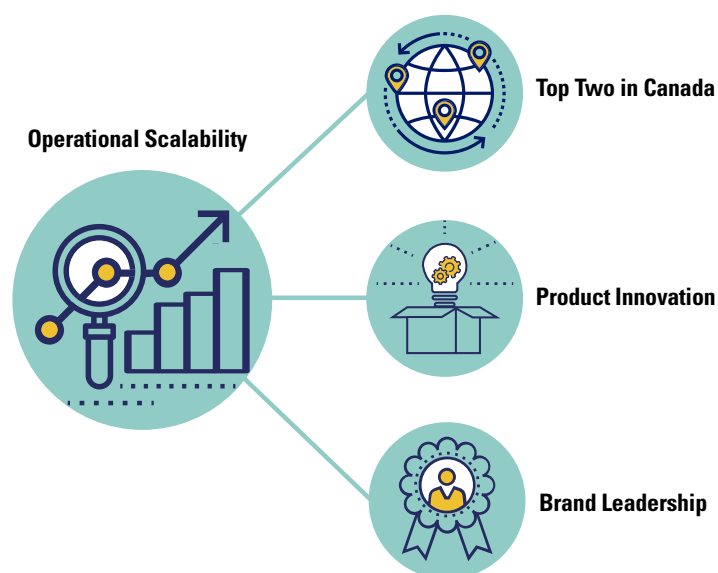 Top Two in Canada
Operational Scalability
Product Innovation
Brand Leadership